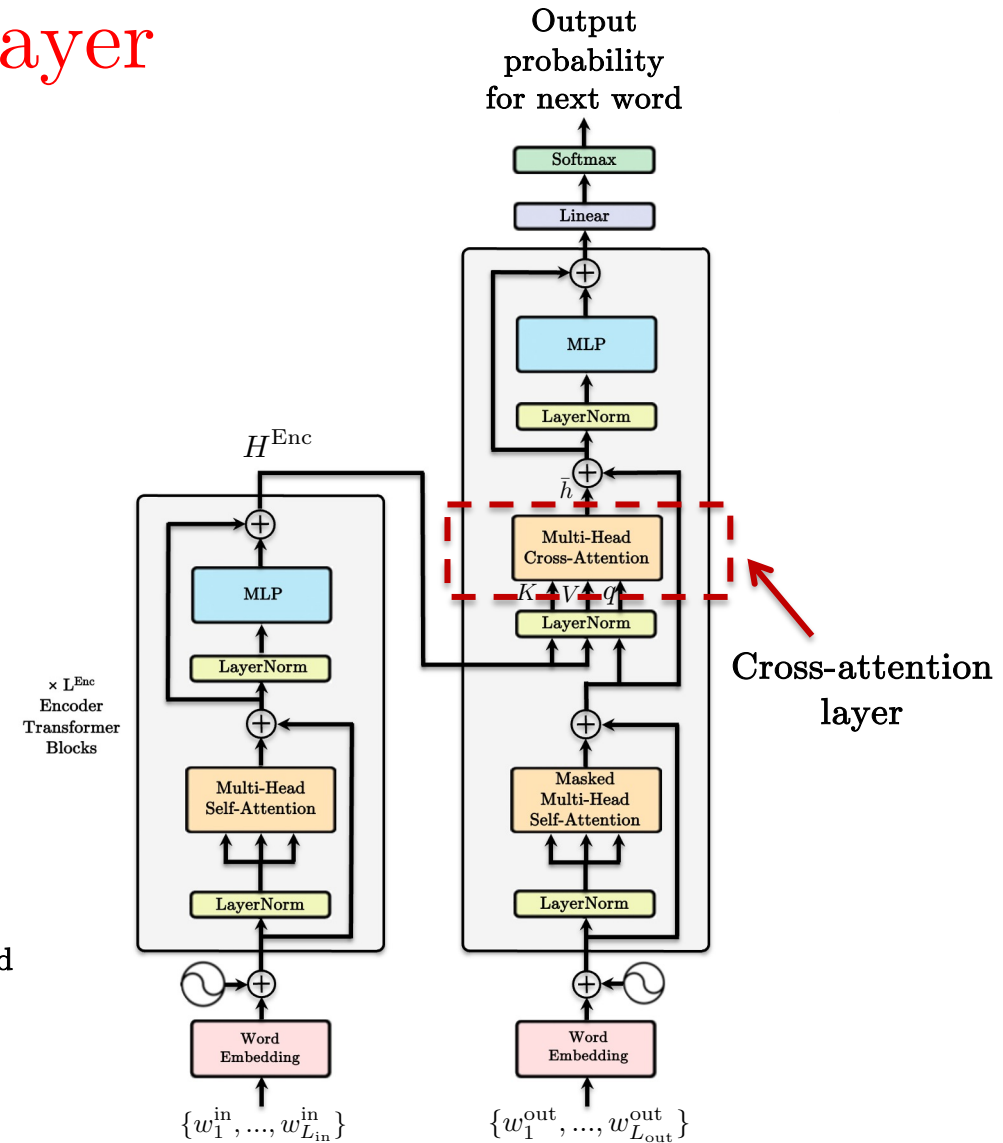 ayer
Output
probability
for next word
Softmax
Linear
MLP
LayerNorm
H^Enc
h̄
Multi-Head
Cross-Attention
K V q
LayerNorm
Cross-attention
layer
MLP
LayerNorm
× L^Enc
Encoder
Transformer
Blocks
Multi-Head
Self-Attention
LayerNorm
Masked
Multi-Head
Self-Attention
LayerNorm
d
Word
Embedding
Word
Embedding
{w_1^in, ..., w_{L_in}^in}
{w_1^out, ..., w_{L_out}^out}